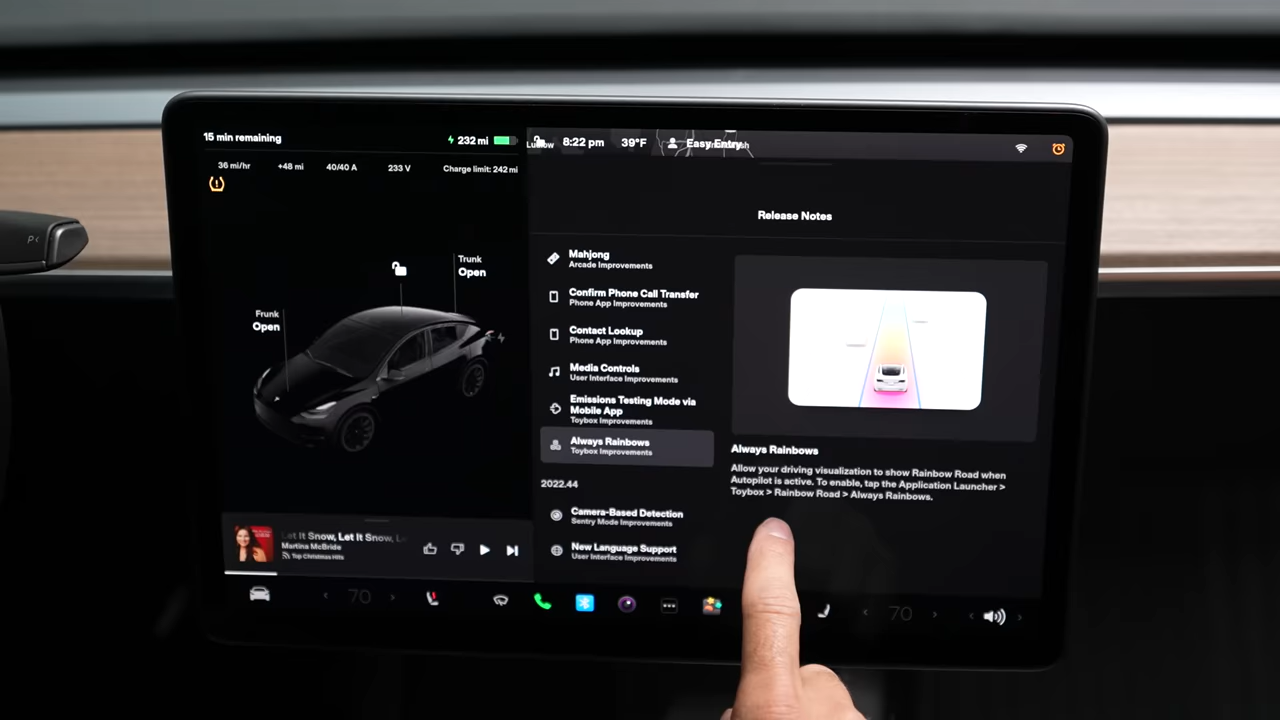 15 min remaining
232 mi
36 mi/hr
+48 mi
40/40 A
233 V
Charge limit: 242 mi
Trunk
Open
Frunk
Open
Let It Snow, Let It Snow, L
Martina McBride
Top Christmas Hits
8:22 pm
39°F
Easy Entry
Release Notes
Mahjong
Arcade Improvements
Confirm Phone Call Transfer
Phone App Improvements
Contact Lookup
Phone App Improvements
Media Controls
User Interface Improvements
Emissions Testing Mode via
Mobile App
Toybox Improvements
Always Rainbows
Toybox Improvements
2022.44
Camera-Based Detection
Sentry Mode Improvements
New Language Support
User Interface Improvements
Always Rainbows
Allow your driving visualization to show Rainbow Road when
Autopilot is active. To enable, tap the Application Launcher >
Toybox > Rainbow Road > Always Rainbows.
70
70
P